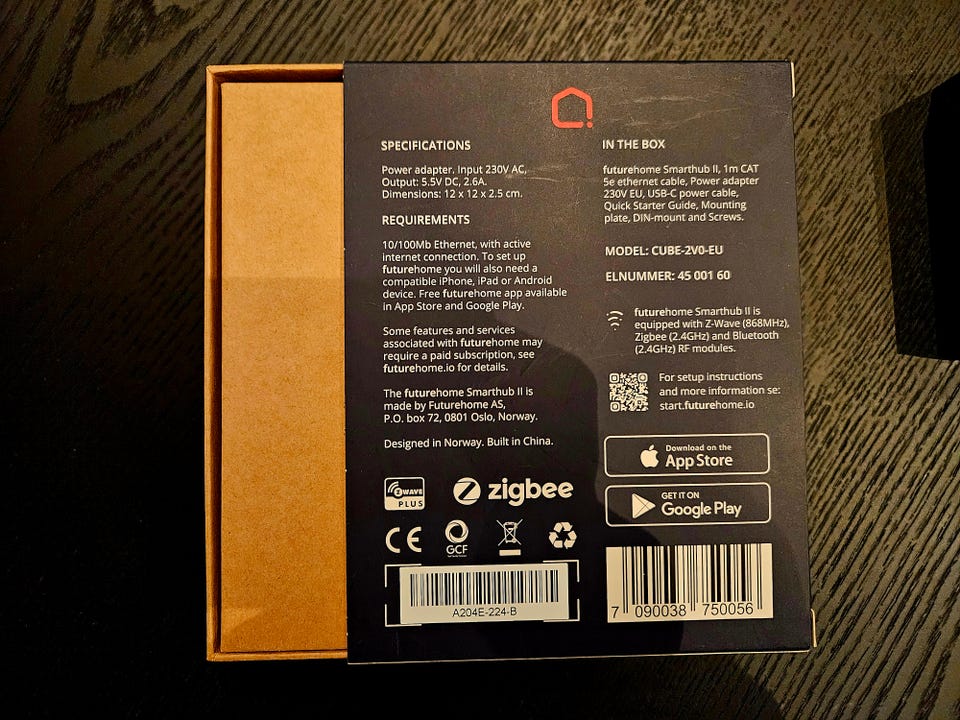 SPECIFICATIONS
Power adapter. Input 230V AC,
Output: 5.5V DC, 2.6A.
Dimensions: 12 x 12 x 2.5 cm.
REQUIREMENTS
10/100Mb Ethernet, with active
internet connection. To set up
futurehome you will also need a
compatible iPhone, iPad or Android
device. Free futurehome app available
in App Store and Google Play.
Some features and services
associated with futurehome may
require a paid subscription, see
futurehome.io for details.
The futurehome Smarthub II is
made by Futurehome AS,
P.O. box 72, 0801 Oslo, Norway.
Designed in Norway. Built in China.
Z WAVE
PLUS
zigbee
CE
GCF
A204E-224-B
IN THE BOX
futurehome Smarthub II, 1m CAT
5e ethernet cable, Power adapter
230V EU, USB-C power cable,
Quick Starter Guide, Mounting
plate, DIN-mount and Screws.
MODEL: CUBE-2V0-EU
ELNUMMER: 45 001 60
futurehome Smarthub II is
equipped with Z-Wave (868MHz),
Zigbee (2.4GHz) and Bluetooth
(2.4GHz) RF modules.
For setup instructions
and more information se:
start.futurehome.io
Download on the
App Store
GET IT ON
Google Play
7 090038 750056